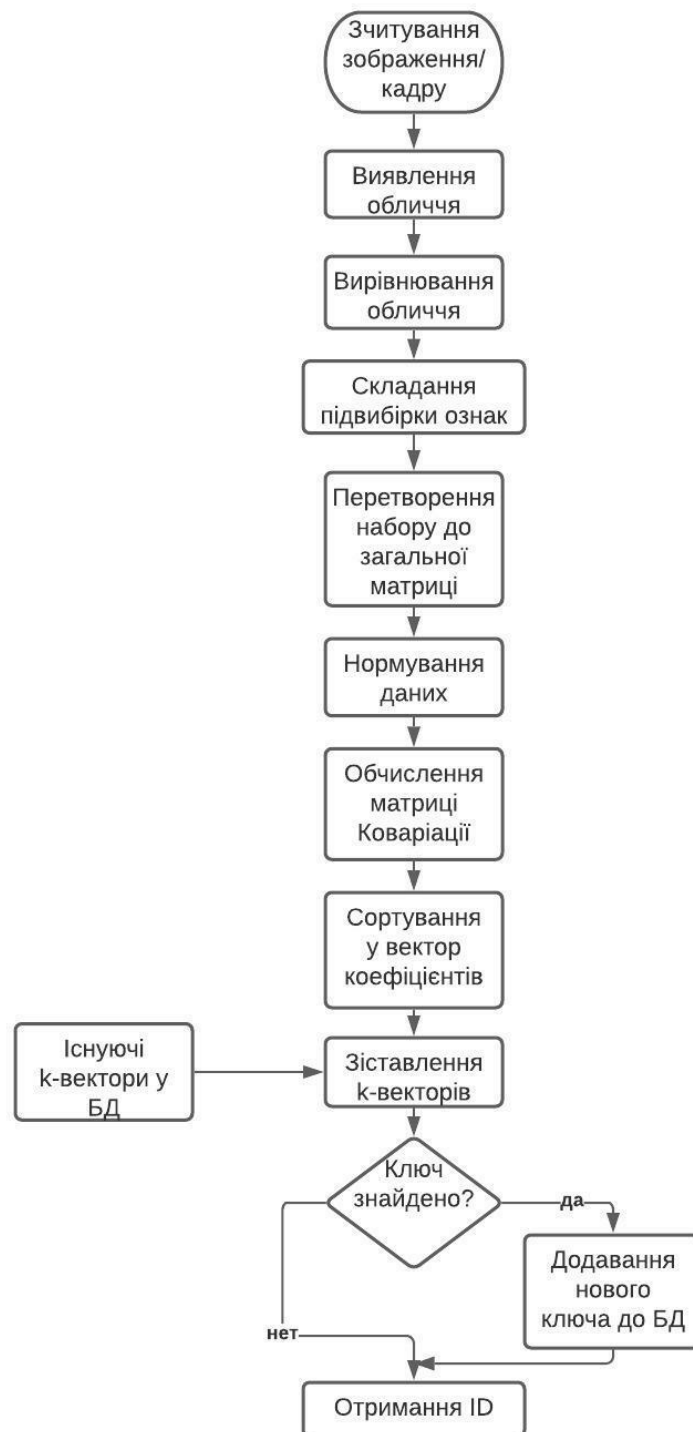 Зчитування
зображення/
кадру
Виявлення
обличчя
Вирівнювання
обличчя
Складання
підвибірки ознак
Перетворення
набору до
загальної
матриці
Нормування
даних
Обчислення
матриці
Коваріації
Сортування
у вектор
коефіцієнтів
Існуючі
k-вектори у
БД
Зіставлення
k-векторів
Ключ
знайдено?
да
Додавання
нового
ключа до БД
нет
Отримання ID